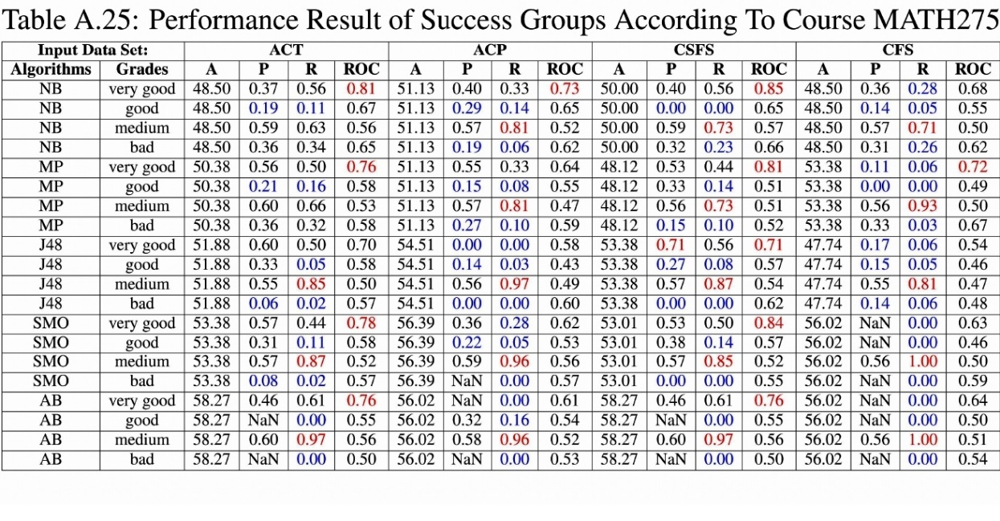 Table A.25: Performance Result of Success Groups According To Course MATH275
Input Data Set: ACT ACP CSFS CFS
Algorithms Grades A P R ROC A P R ROC A P R ROC A P R ROC
NB very good 48.50 0.37 0.56 0.81 51.13 0.40 0.33 0.73 50.00 0.40 0.56 0.85 48.50 0.36 0.28 0.68
NB good 48.50 0.19 0.11 0.67 51.13 0.29 0.14 0.65 50.00 0.00 0.00 0.65 48.50 0.14 0.05 0.55
NB medium 48.50 0.59 0.63 0.56 51.13 0.57 0.81 0.52 50.00 0.59 0.73 0.57 48.50 0.57 0.71 0.50
NB bad 48.50 0.36 0.34 0.65 51.13 0.19 0.06 0.62 50.00 0.32 0.23 0.66 48.50 0.31 0.26 0.62
MP very good 50.38 0.56 0.50 0.76 51.13 0.55 0.33 0.64 48.12 0.53 0.44 0.81 53.38 0.11 0.06 0.72
MP good 50.38 0.21 0.16 0.58 51.13 0.15 0.08 0.55 48.12 0.33 0.14 0.51 53.38 0.00 0.00 0.49
MP medium 50.38 0.60 0.66 0.53 51.13 0.57 0.81 0.47 48.12 0.56 0.73 0.51 53.38 0.56 0.93 0.50
MP bad 50.38 0.36 0.32 0.58 51.13 0.27 0.10 0.59 48.12 0.15 0.10 0.52 53.38 0.33 0.03 0.67
J48 very good 51.88 0.60 0.50 0.70 54.51 0.00 0.00 0.58 53.38 0.71 0.56 0.71 47.74 0.17 0.06 0.54
J48 good 51.88 0.33 0.05 0.58 54.51 0.14 0.03 0.43 53.38 0.27 0.08 0.57 47.74 0.15 0.05 0.46
J48 medium 51.88 0.55 0.85 0.50 54.51 0.56 0.97 0.49 53.38 0.57 0.87 0.54 47.74 0.55 0.81 0.47
J48 bad 51.88 0.06 0.02 0.57 54.51 0.00 0.00 0.60 53.38 0.00 0.00 0.62 47.74 0.14 0.06 0.48
SMO very good 53.38 0.57 0.44 0.78 56.39 0.36 0.28 0.62 53.01 0.53 0.50 0.84 56.02 NaN 0.00 0.63
SMO good 53.38 0.31 0.11 0.58 56.39 0.22 0.05 0.53 53.01 0.38 0.14 0.57 56.02 NaN 0.00 0.46
SMO medium 53.38 0.57 0.87 0.52 56.39 0.59 0.96 0.56 53.01 0.57 0.85 0.52 56.02 0.56 1.00 0.50
SMO bad 53.38 0.08 0.02 0.57 56.39 NaN 0.00 0.57 53.01 0.00 0.00 0.55 56.02 NaN 0.00 0.59
AB very good 58.27 0.46 0.61 0.76 56.02 NaN 0.00 0.61 58.27 0.46 0.61 0.76 56.02 NaN 0.00 0.64
AB good 58.27 NaN 0.00 0.55 56.02 0.32 0.16 0.54 58.27 NaN 0.00 0.55 56.02 NaN 0.00 0.50
AB medium 58.27 0.60 0.97 0.56 56.02 0.58 0.96 0.52 58.27 0.60 0.97 0.56 56.02 0.56 1.00 0.51
AB bad 58.27 NaN 0.00 0.50 56.02 NaN 0.00 0.53 58.27 NaN 0.00 0.50 56.02 NaN 0.00 0.54